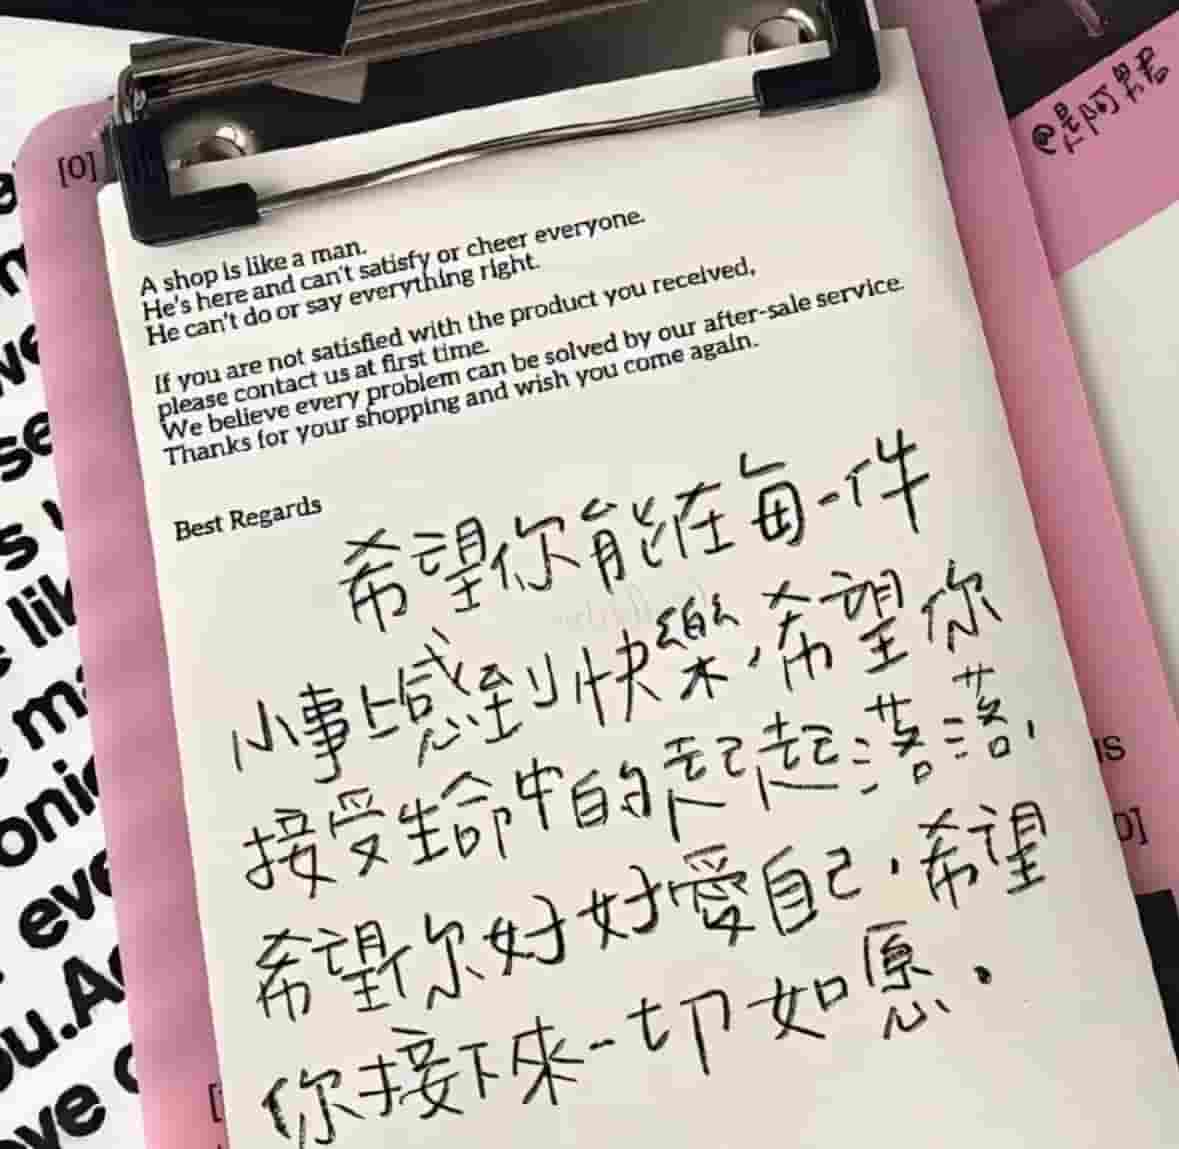 @是阿男君
[0]
A shop is like a man.
He's here and can't satisfy or cheer everyone.
He can't do or say everything right.
If you are not satisfied with the product you received,
please contact us at first time.
We believe every problem can be solved by our after-sale service.
Thanks for your shopping and wish you come again.
Best Regards
希望你能在每一件
小事上感到快樂,希望你
接受生命中的起起落落,
希望你好好愛自己,希望
你接下來一切如愿.
se
s
lik
onic
eve
ou.Ac
ove